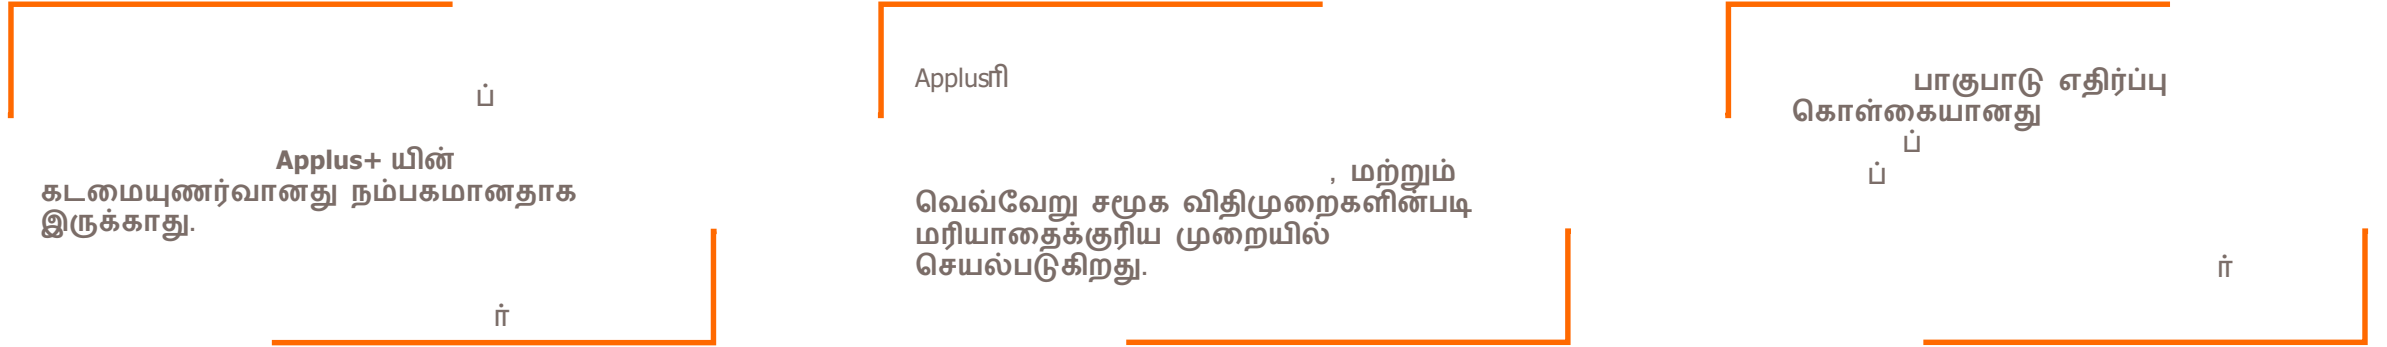 ப்
Applus+ யின்
கடமையுணர்வானது நம்பகமானதாக
இருக்காது.
ர்
Applusரி
, மற்றும்
வெவ்வேறு சமூக விதிமுறைகளின்படி
மரியாதைக்குரிய முறையில்
செயல்படுகிறது.
பாகுபாடு எதிர்ப்பு
கொள்கையானது
ப்
ப்
ர்